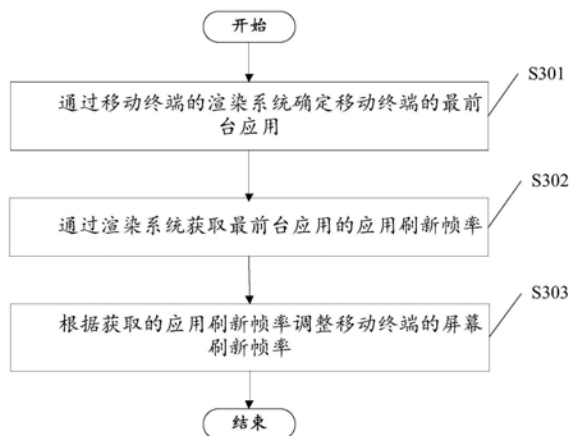 开始
S301
通过移动终端的渲染系统确定移动终端的最前
台应用
S302
通过渲染系统获取最前台应用的应用刷新帧率
S303
根据获取的应用刷新帧率调整移动终端的屏幕
刷新帧率
结束